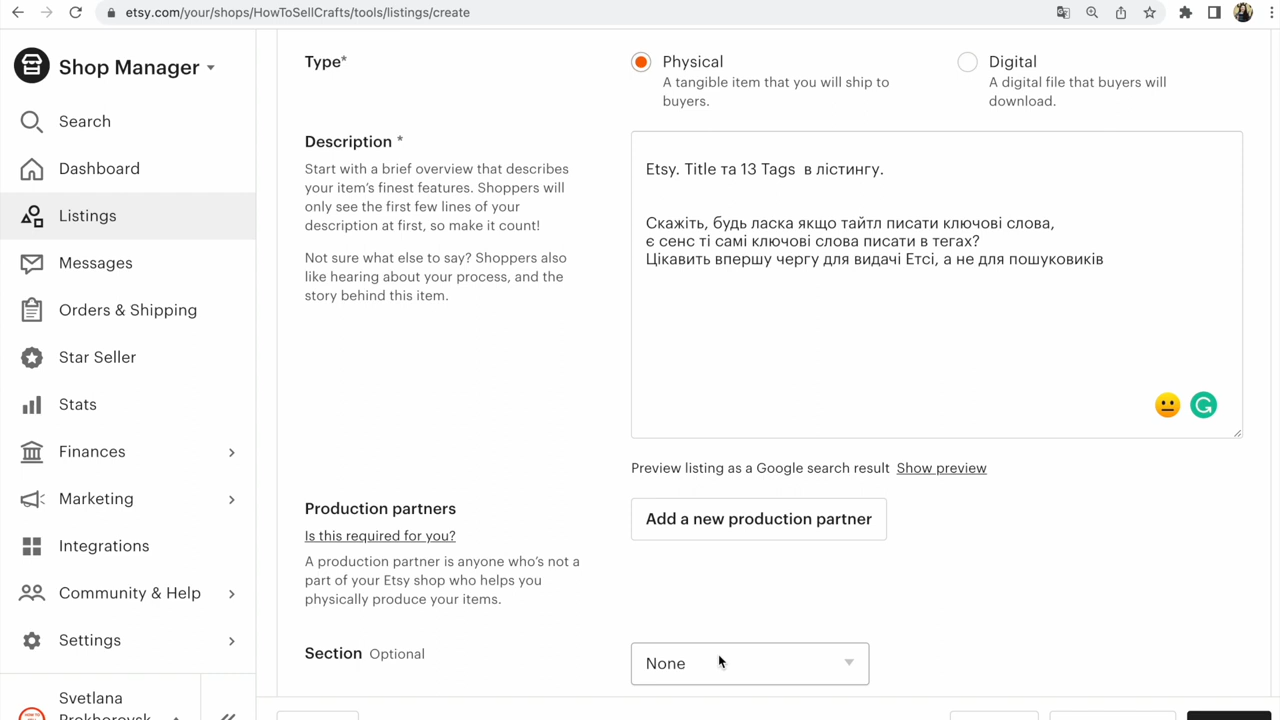 etsy.com/your/shops/HowToSellCrafts/tools/listings/create
Shop Manager
Search
Dashboard
Listings
Messages
Orders & Shipping
Star Seller
Stats
Finances
Marketing
Integrations
Community & Help
Settings
Svetlana
Type*
Physical
A tangible item that you will ship to
buyers.
Digital
A digital file that buyers will
download.
Description *
Start with a brief overview that describes
your item’s finest features. Shoppers will
only see the first few lines of your
description at first, so make it count!
Not sure what else to say? Shoppers also
like hearing about your process, and the
story behind this item.
Etsy. Title та 13 Tags в лістингу.
Скажіть, будь ласка якщо тайтл писати ключові слова,
є сенс ті самі ключові слова писати в тегах?
Цікавить впершу чергу для видачі Етсі, а не для пошуковиків
Preview listing as a Google search result Show preview
Production partners
Is this required for you?
A production partner is anyone who’s not a
part of your Etsy shop who helps you
physically produce your items.
Add a new production partner
Section Optional
None